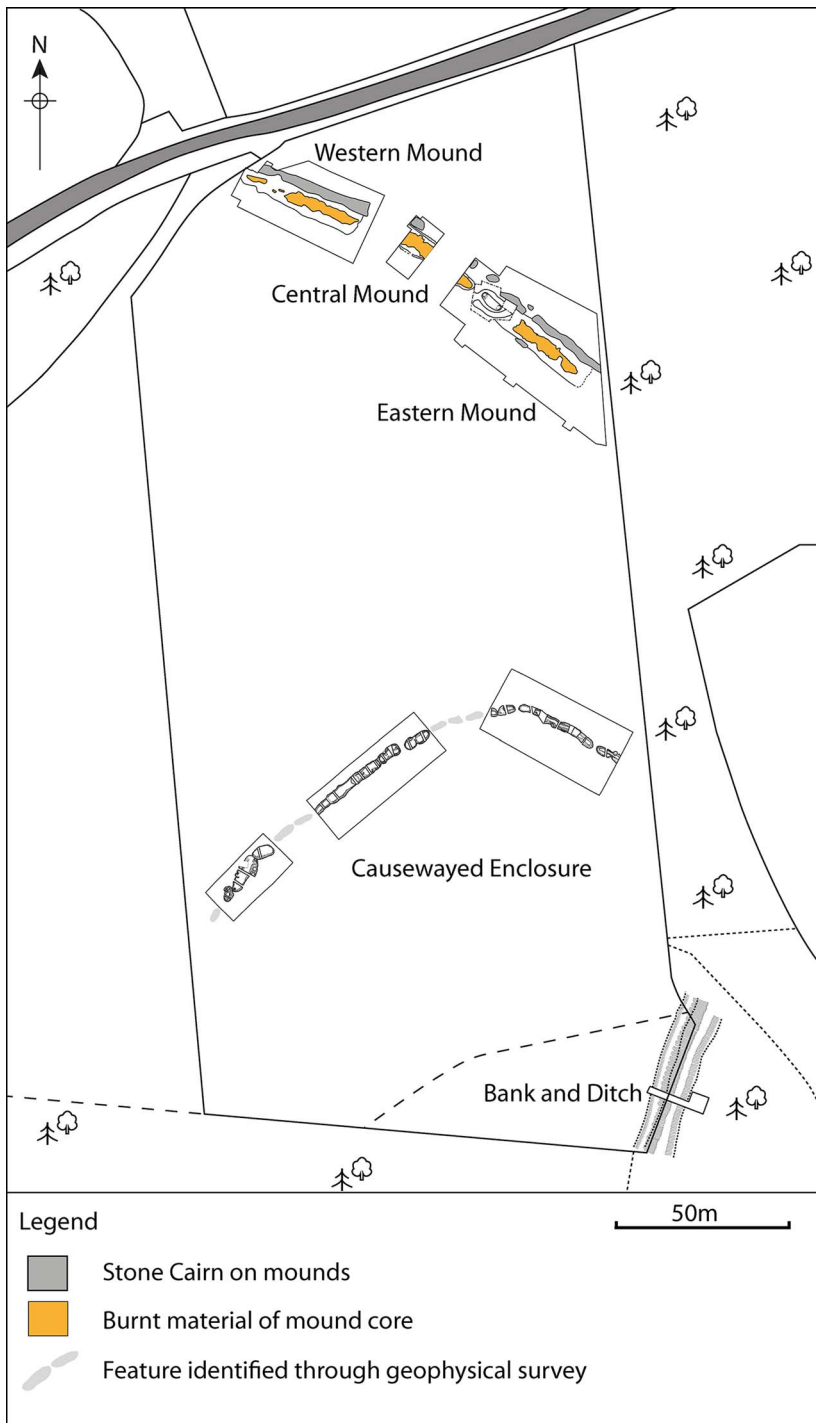 N
Western Mound
Central Mound
Eastern Mound
Causewayed Enclosure
Bank and Ditch
Legend
50m
Stone Cairn on mounds
Burnt material of mound core
Feature identified through geophysical survey